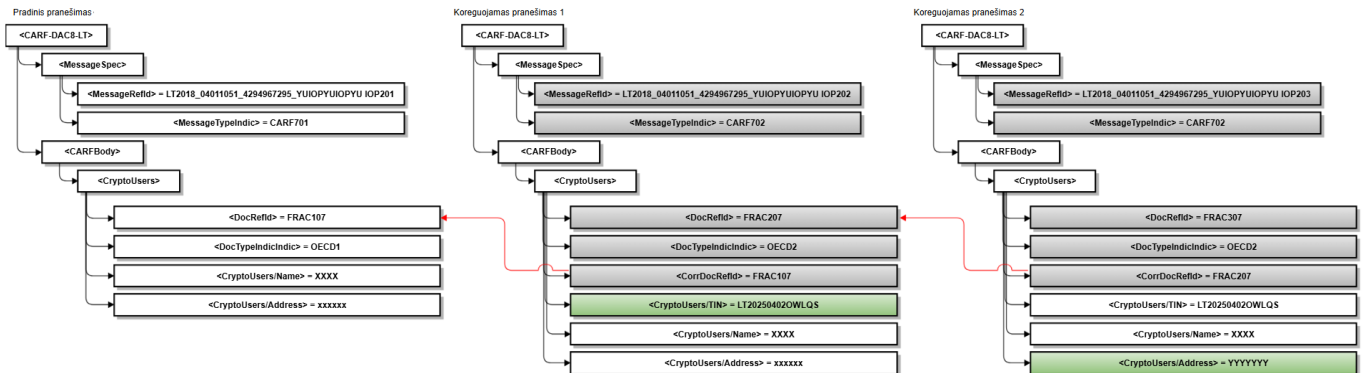 Pradinis pranešimas
<CARF-DAC8-LT>
<MessageSpec>
<MessageRefId> = LT2018_04011051_4294967295_YUIOPYUIOPYU IOP201
<MessageTypeIndic> = CARF701
<CARFBody>
<CryptoUsers>
<DocRefId> = FRAC107
<DocTypeIndicIndic> = OECD1
<CryptoUsers/Name> = XXXX
<CryptoUsers/Address> = xxxxxx
Koreguojamas pranešimas 1
<CARF-DAC8-LT>
<MessageSpec>
<MessageRefId> = LT2018_04011051_4294967295_YUIOPYUIOPYU IOP202
<MessageTypeIndic> = CARF702
<CARFBody>
<CryptoUsers>
<DocRefId> = FRAC207
<DocTypeIndicIndic> = OECD2
<CorrDocRefId> = FRAC107
<CryptoUsers/TIN> = LT20250402OWLQS
<CryptoUsers/Name> = XXXX
<CryptoUsers/Address> = xxxxxx
Koreguojamas pranešimas 2
<CARF-DAC8-LT>
<MessageSpec>
<MessageRefId> = LT2018_04011051_4294967295_YUIOPYUIOPYU IOP203
<MessageTypeIndic> = CARF702
<CARFBody>
<CryptoUsers>
<DocRefId> = FRAC307
<DocTypeIndicIndic> = OECD2
<CorrDocRefId> = FRAC207
<CryptoUsers/TIN> = LT20250402OWLQS
<CryptoUsers/Name> = XXXX
<CryptoUsers/Address> = YYYYYYY